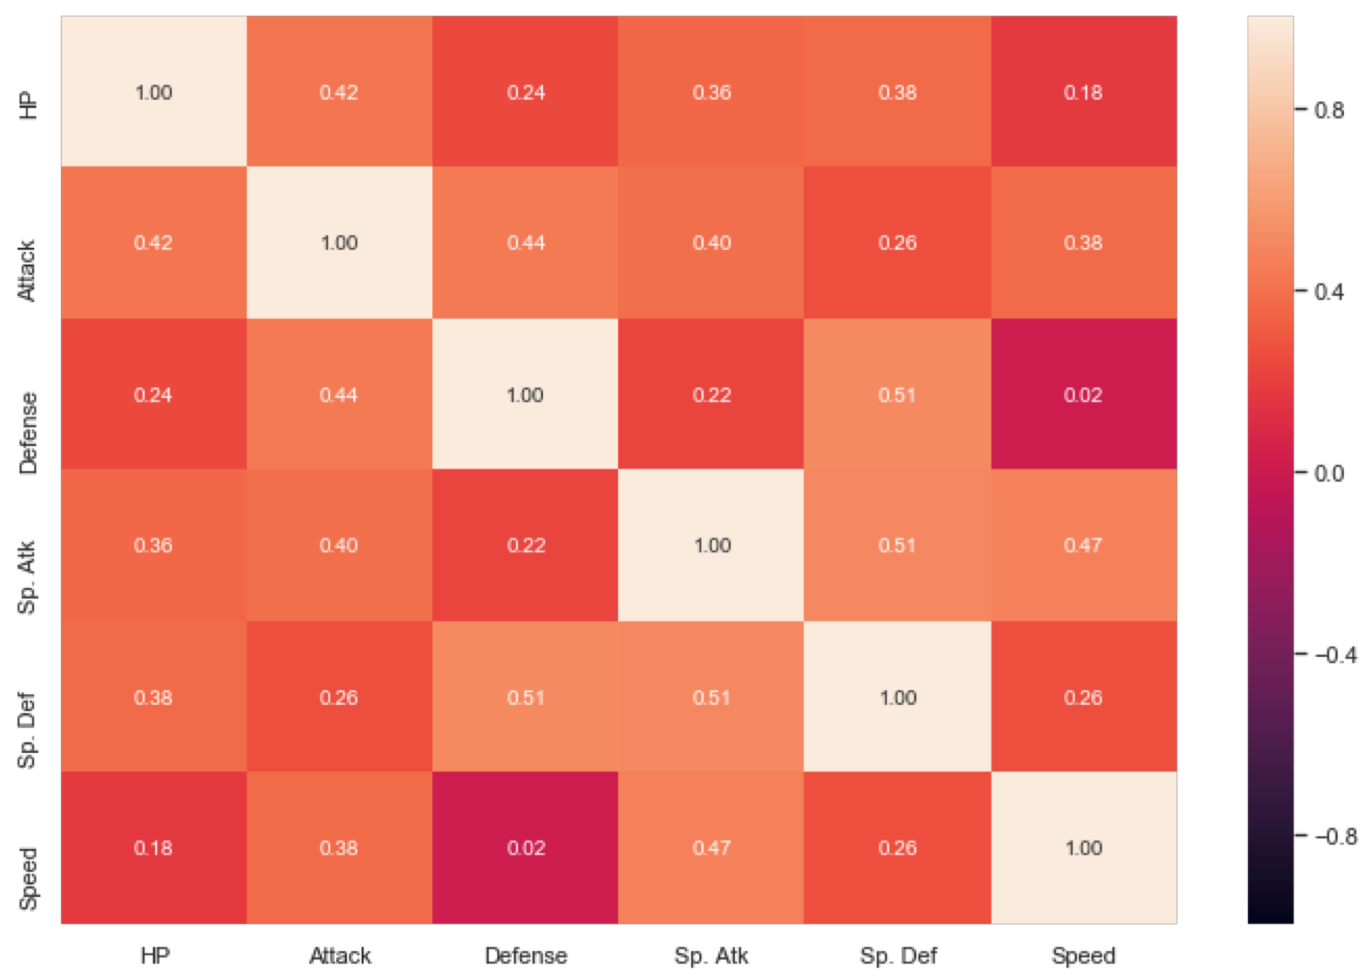 HP 1.00 0.42 0.24 0.36 0.38 0.18
Attack 0.42 1.00 0.44 0.40 0.26 0.38
Defense 0.24 0.44 1.00 0.22 0.51 0.02
Sp. Atk 0.36 0.40 0.22 1.00 0.51 0.47
Sp. Def 0.38 0.26 0.51 0.51 1.00 0.26
Speed 0.18 0.38 0.02 0.47 0.26 1.00
HP Attack Defense Sp. Atk Sp. Def Speed
0.8
0.4
0.0
−0.4
−0.8